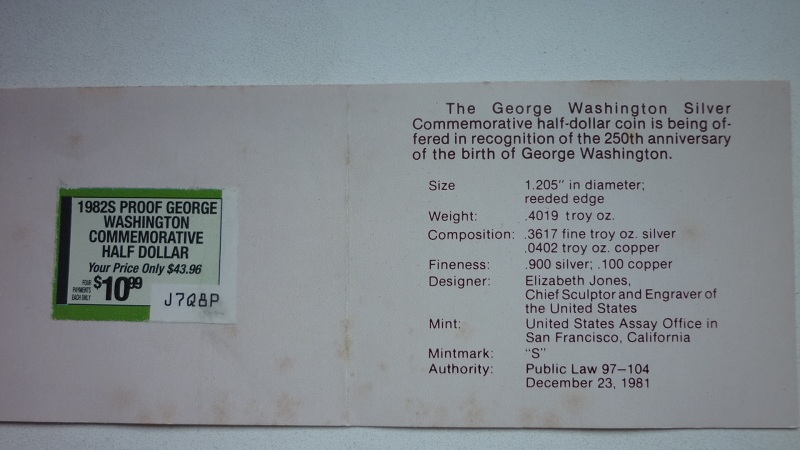 1982S PROOF GEORGE
WASHINGTON
COMMEMORATIVE
HALF DOLLAR
Your Price Only $43.96
FOUR
PAYMENTS
EACH ONLY
$10.99
J7Q8P
The George Washington Silver
Commemorative half-dollar coin is being of-
fered in recognition of the 250th anniversary
of the birth of George Washington.
Size 1.205" in diameter;
reeded edge
Weight: .4019 troy oz.
Composition: .3617 fine troy oz. silver
.0402 troy oz. copper
Fineness: .900 silver; .100 copper
Designer: Elizabeth Jones,
Chief Sculptor and Engraver of
the United States
Mint: United States Assay Office in
San Francisco, California
Mintmark: "S"
Authority: Public Law 97–104
December 23, 1981